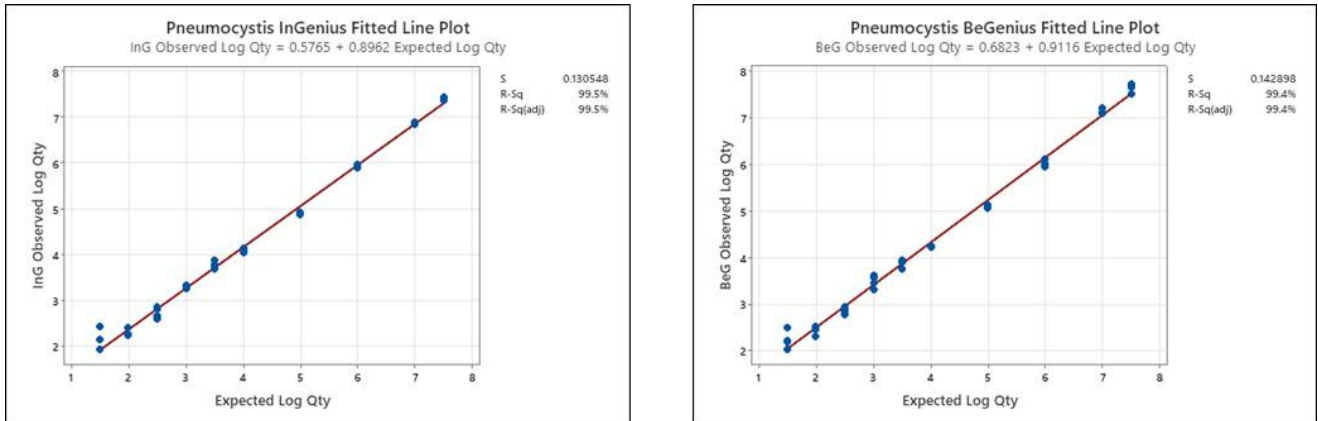 Pneumocystis InGenius Fitted Line Plot
InG Observed Log Qty = 0.5765 + 0.8962 Expected Log Qty
S 0.130548
R-Sq 99.5%
R-Sq(adj) 99.5%
InG Observed Log Qty
8
7
6
5
4
3
2
1 2 3 4 5 6 7 8
Expected Log Qty
Pneumocystis BeGenius Fitted Line Plot
BeG Observed Log Qty = 0.6823 + 0.9116 Expected Log Qty
S 0.142898
R-Sq 99.4%
R-Sq(adj) 99.4%
BeG Observed Log Qty
8
7
6
5
4
3
2
1 2 3 4 5 6 7 8
Expected Log Qty